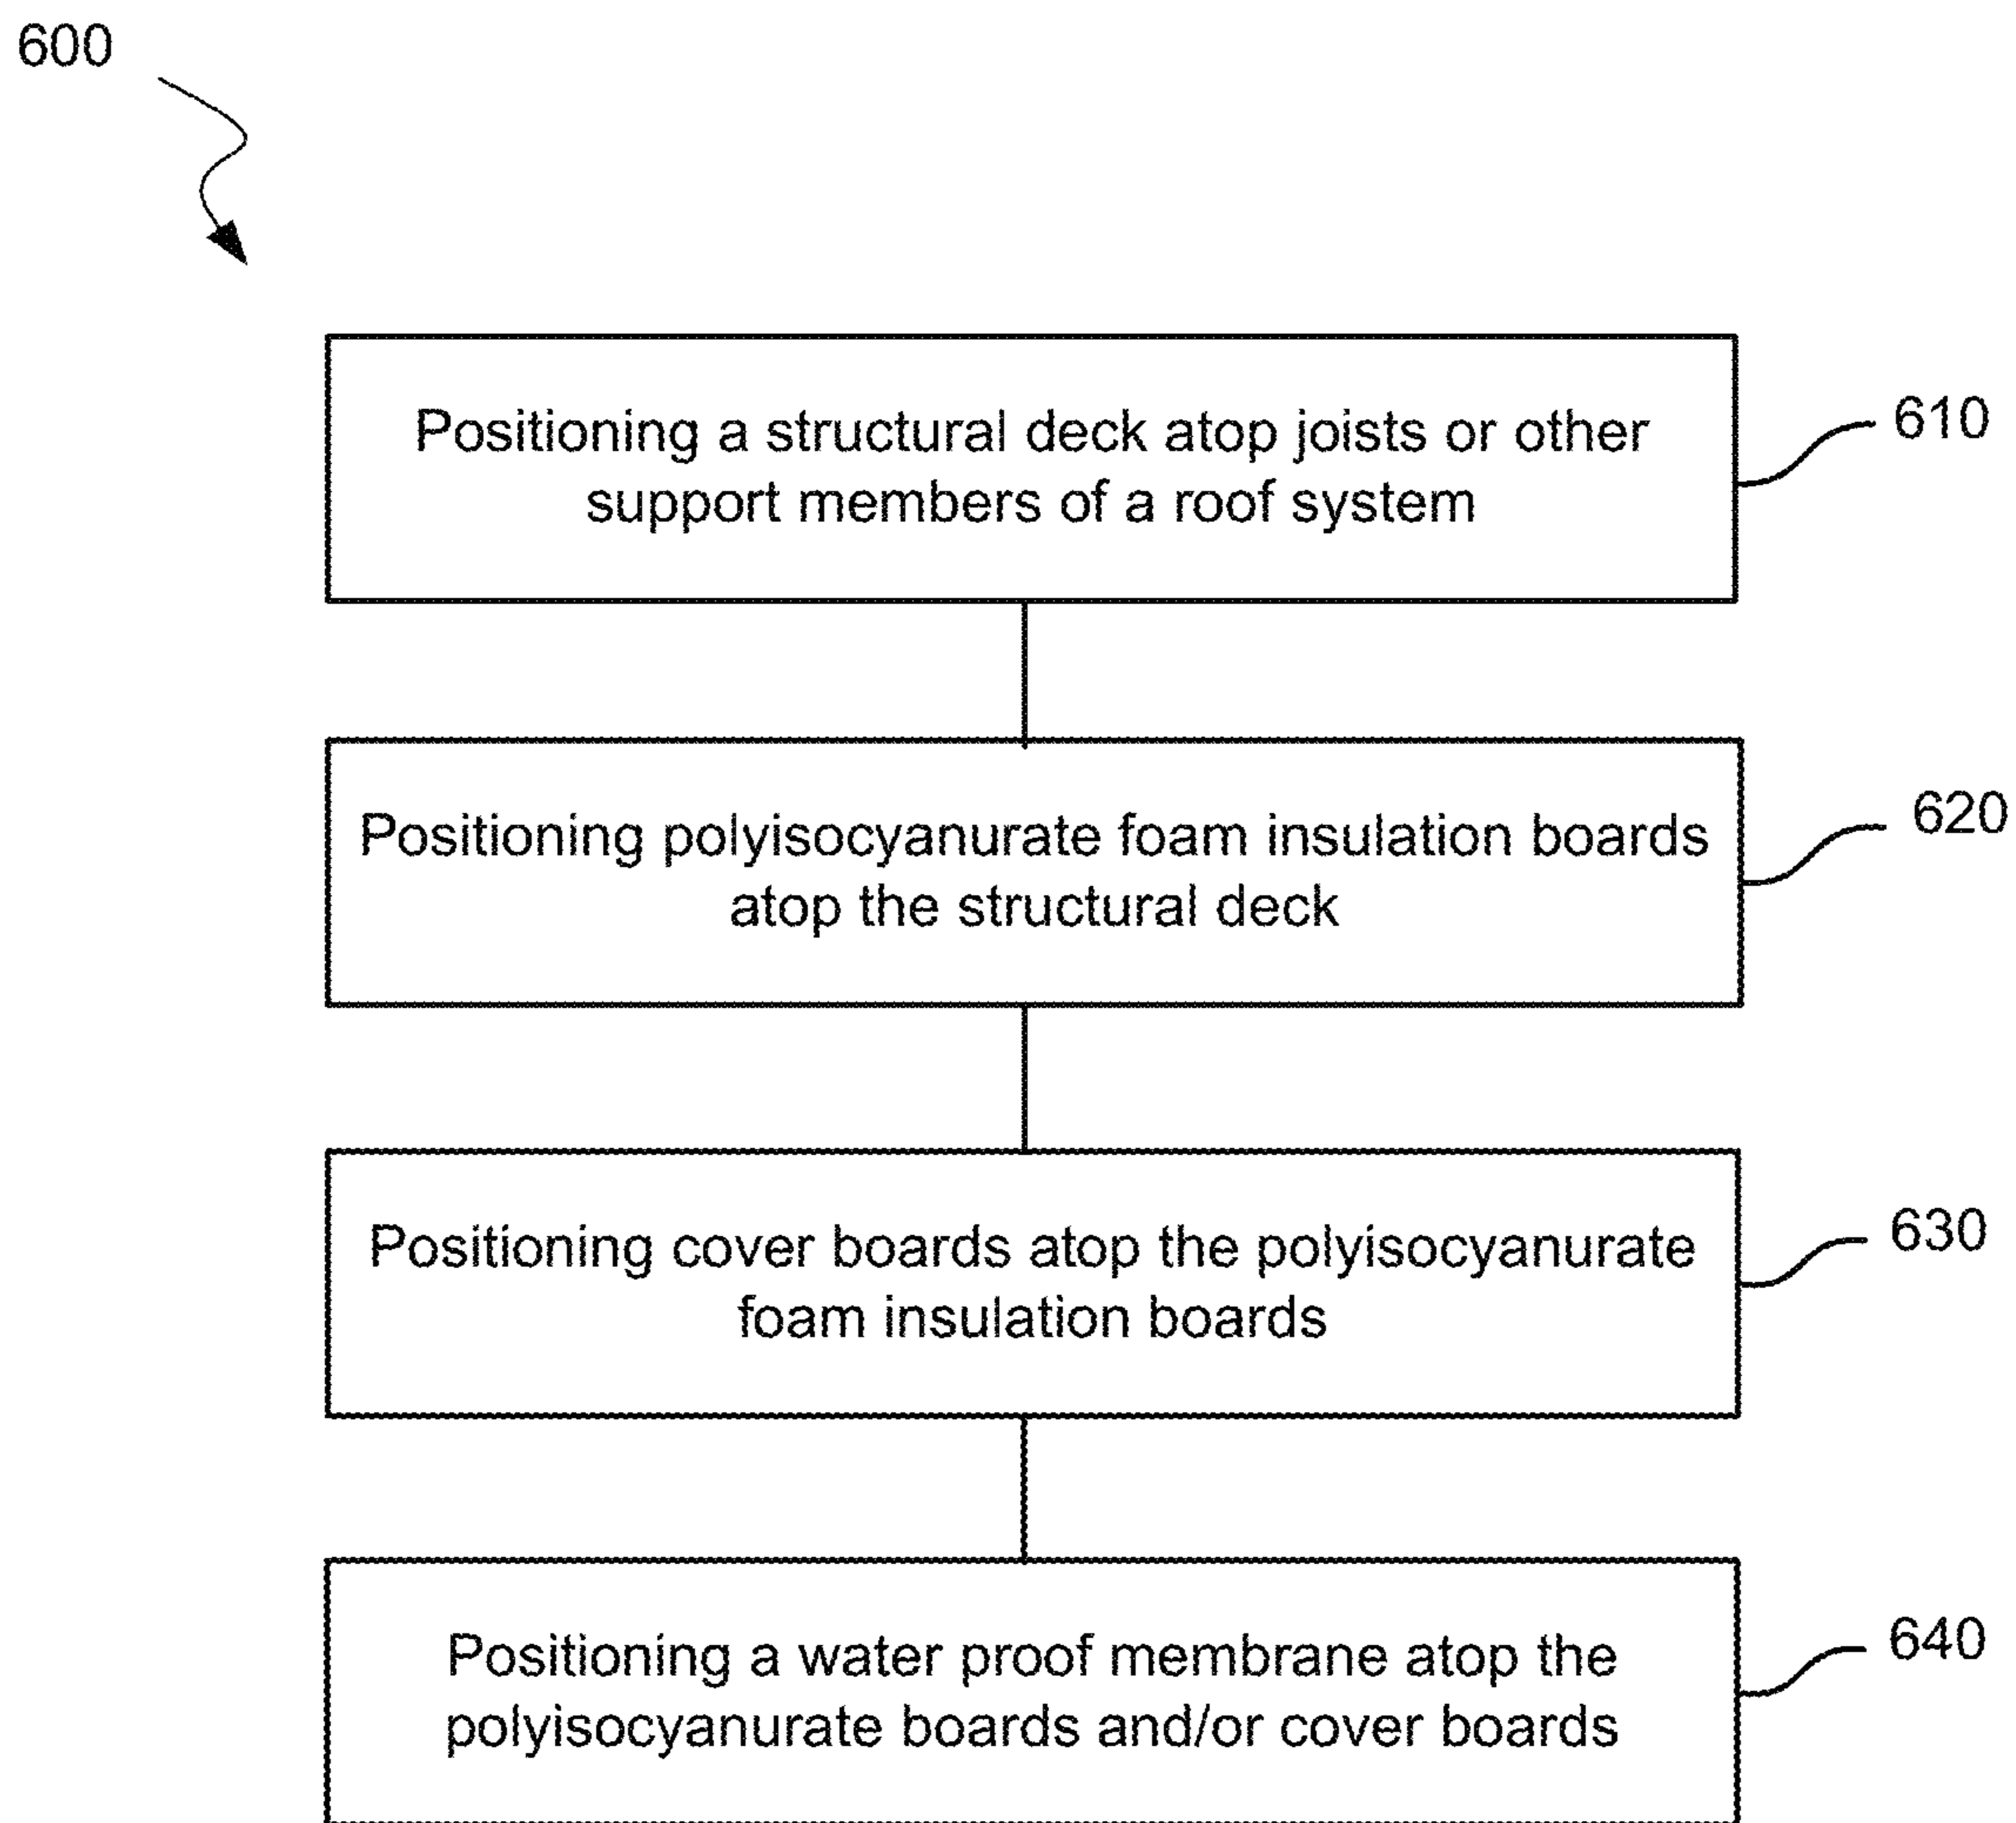 600
Positioning a structural deck atop joists or other
support members of a roof system
610
Positioning polyisocyanurate foam insulation boards
atop the structural deck
620
Positioning cover boards atop the polyisocyanurate
foam insulation boards
630
Positioning a water proof membrane atop the
polyisocyanurate boards and/or cover boards
640